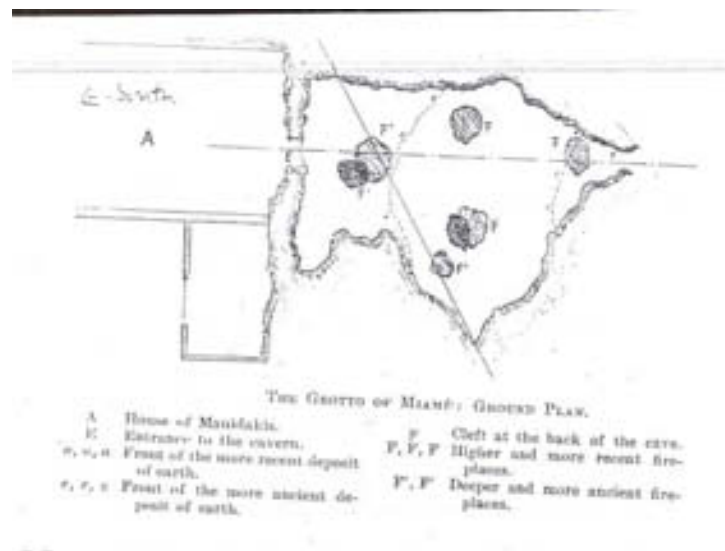 A
F'
F
F
F
F'
THE GROTTO OF MIAMÙ: GROUND PLAN.
A House of Manidakis.
E Entrance to the cavern.
Front of the more recent deposit
of earth.
Front of the more ancient de-
posit of earth.
Cleft at the back of the cave.
F, F, F Higher and more recent fire-
places.
F', F' Deeper and more ancient fire-
places.